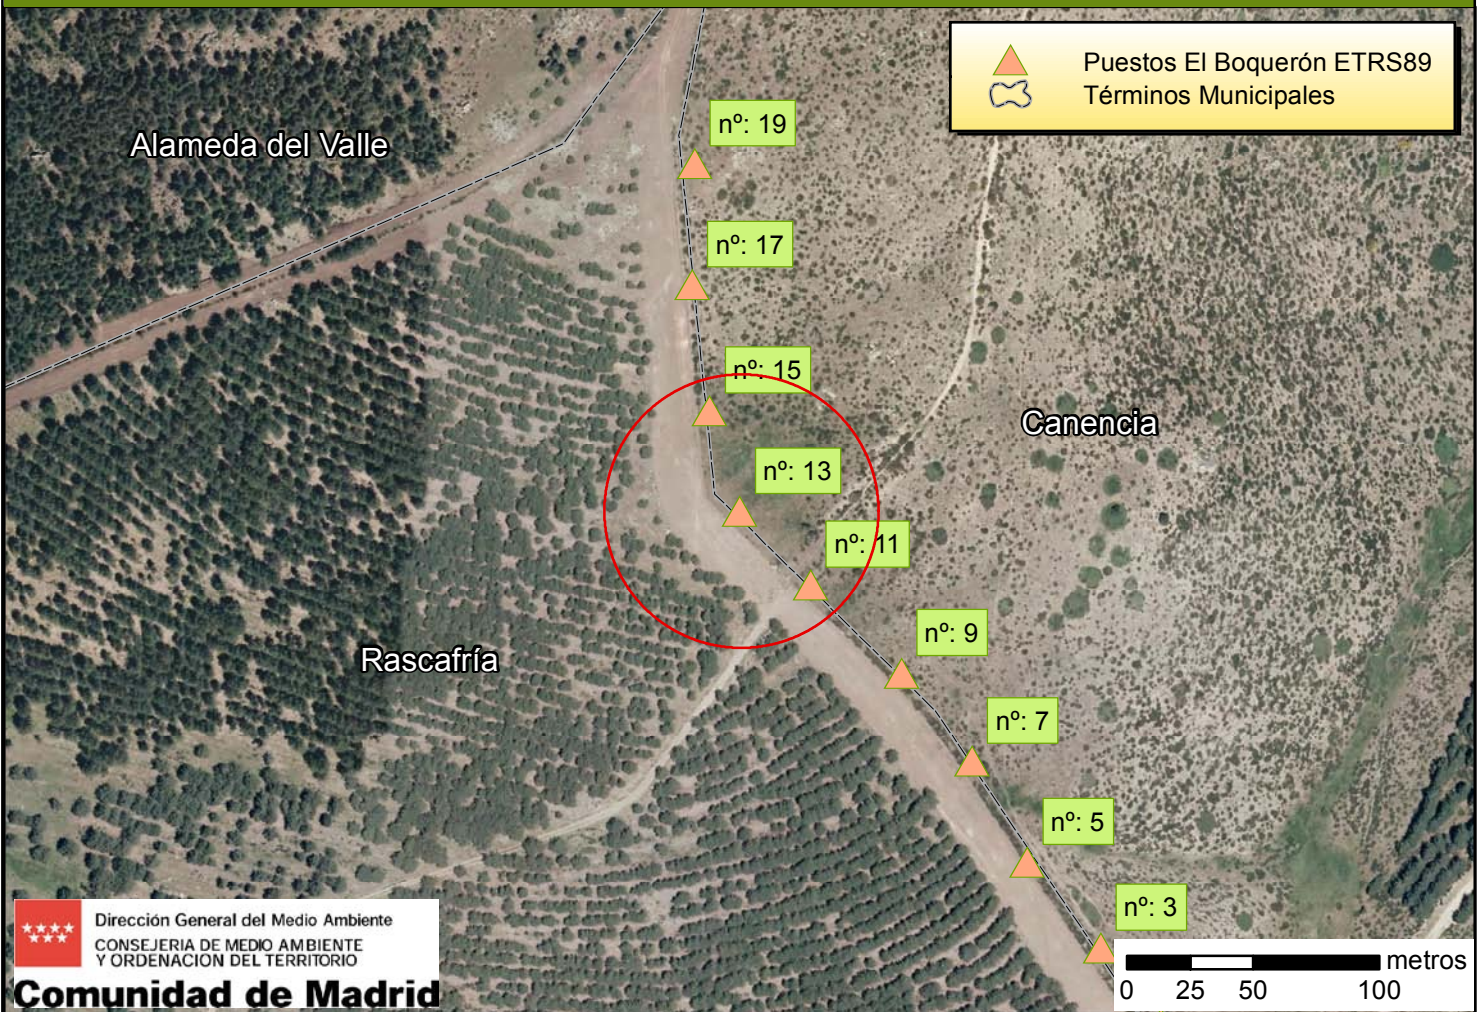 Puestos El Boquerón ETRS89
Términos Municipales
nº: 19
Alameda del Valle
nº: 17
nº: 15
Canencia
nº: 13
nº: 11
nº: 9
Rascafría
nº: 7
nº: 5
nº: 3
Dirección General del Medio Ambiente
CONSEJERIA DE MEDIO AMBIENTE
Y ORDENACION DEL TERRITORIO
Comunidad de Madrid
metros
0 25 50 100